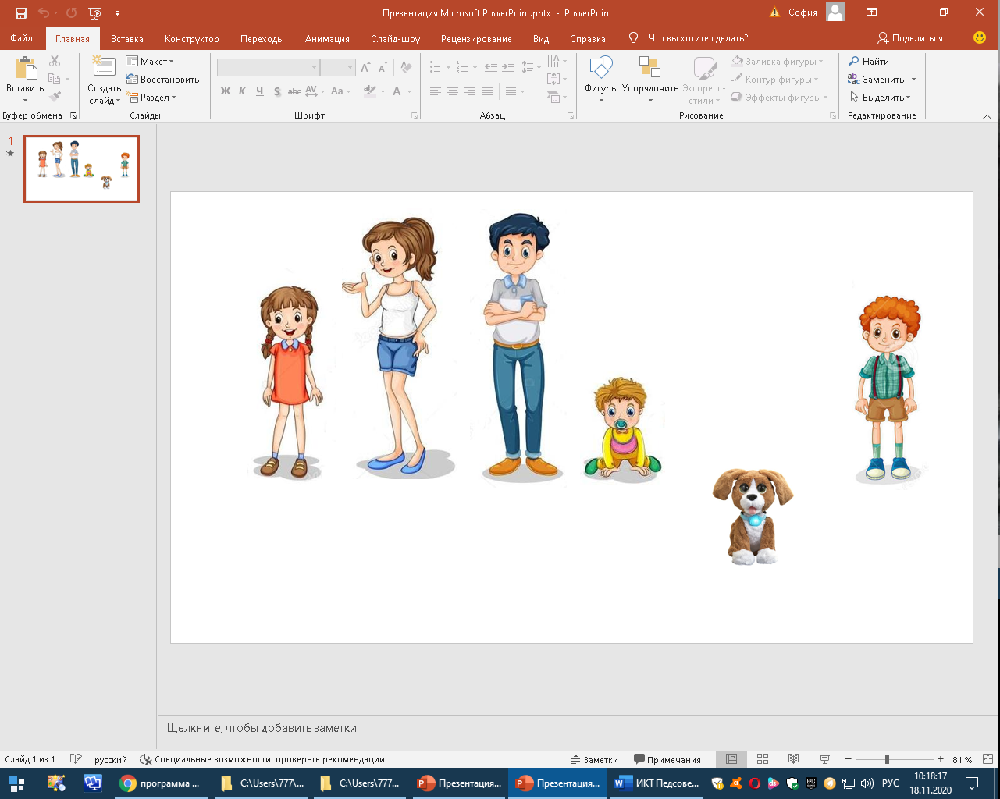 Презентация Microsoft PowerPoint.pptx - PowerPoint
София
Файл Главная Вставка Конструктор Переходы Анимация Слайд-шоу Рецензирование Вид Справка Что вы хотите сделать? Поделиться
Вставить
Буфер обмена
Создать слайд
Макет
Восстановить
Раздел
Слайды
Ж К Ч S abc AV Aa
А
Шрифт
Абзац
Фигуры Упорядочить Экспресс-стили
Заливка фигуры
Контур фигуры
Эффекты фигуры
Рисование
Найти
Заменить
Выделить
Редактирование
1
Щелкните, чтобы добавить заметки
Слайд 1 из 1 русский Специальные возможности: проверьте рекомендации Заметки Примечания 81 %
программа ... C:\Users\777\... C:\Users\777... Презентация... Презентация... ИКТ Педсове... РУС
10:18:17
18.11.2020